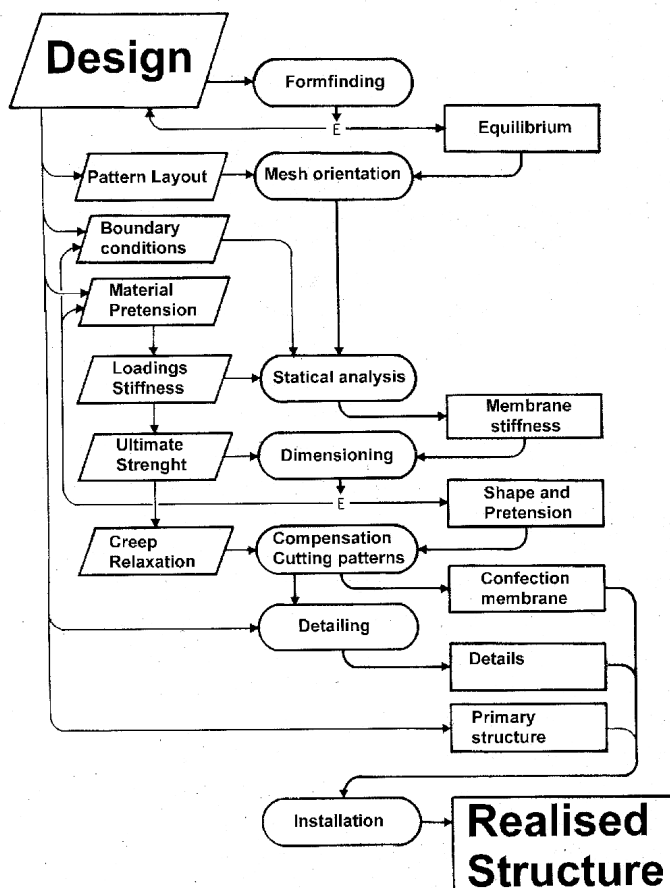 Design
Formfinding
E
Equilibrium
Pattern Layout
Mesh orientation
Boundary
conditions
Material
Pretension
Loadings
Stiffness
Statical analysis
Membrane
stiffness
Ultimate
Strenght
Dimensioning
E
Shape and
Pretension
Creep
Relaxation
Compensation
Cutting patterns
Confection
membrane
Detailing
Details
Primary
structure
Installation
Realised
Structure